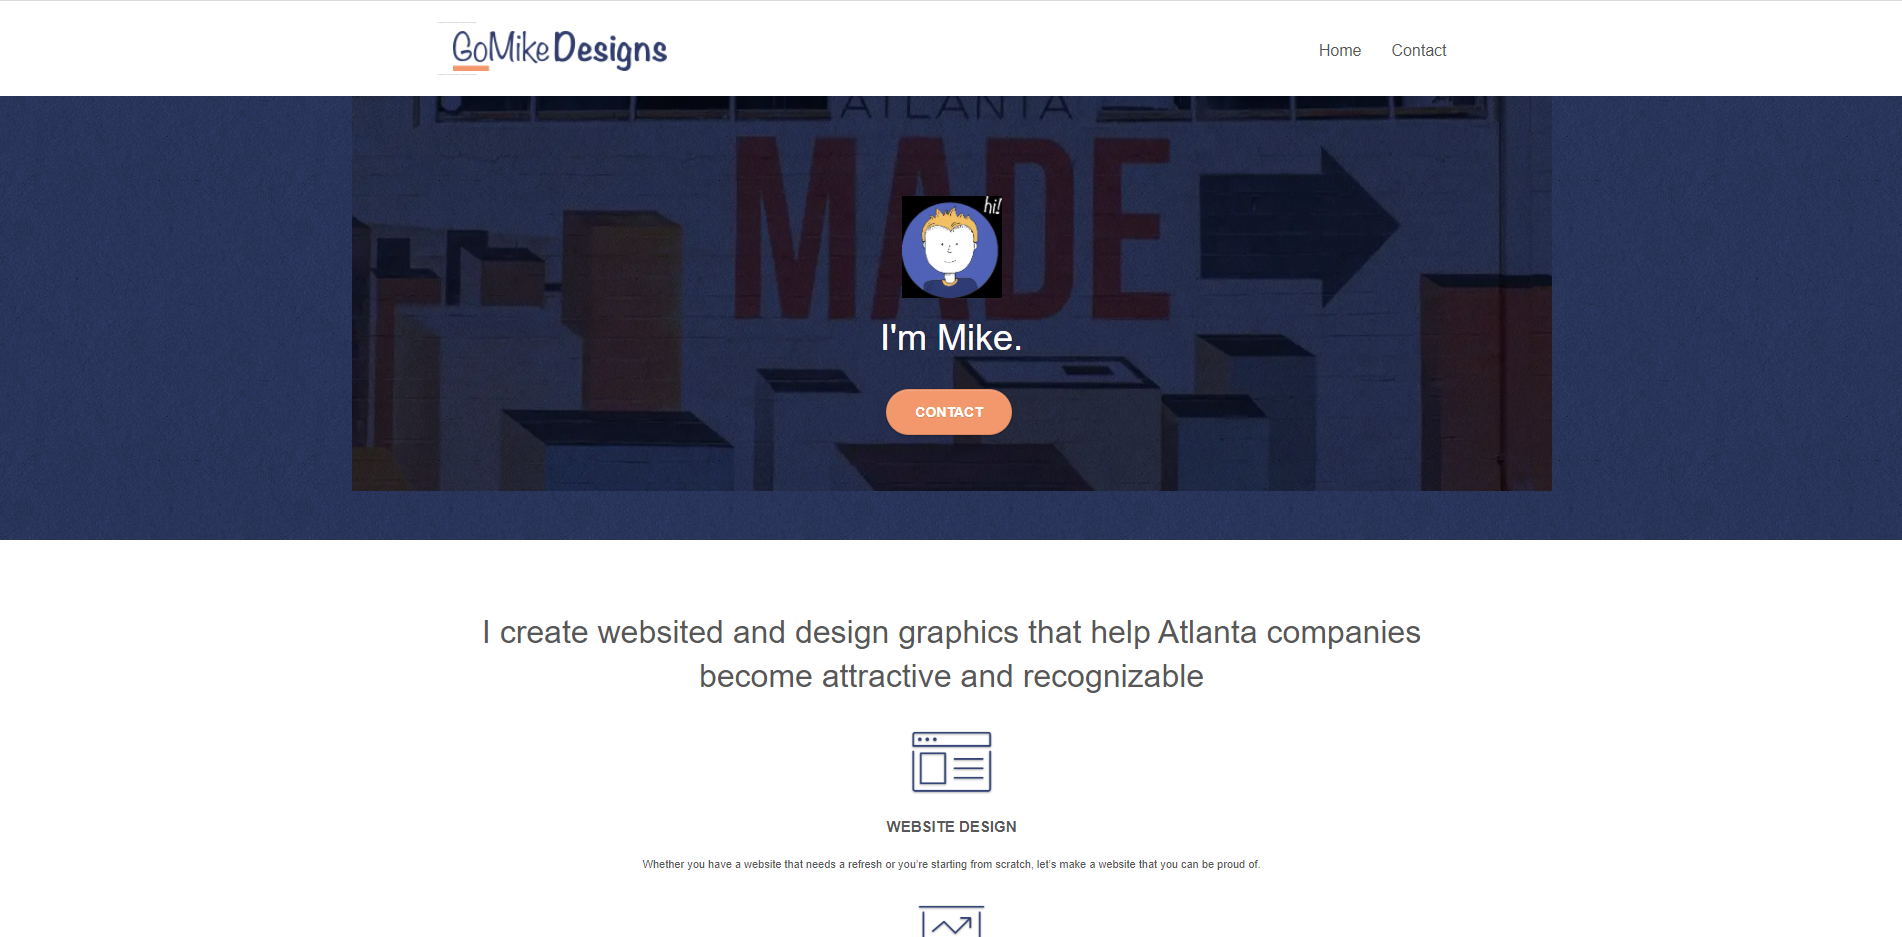 GoMike Designs
Home Contact
ATLANTA
MADE
hi!
I'm Mike.
CONTACT
I create websited and design graphics that help Atlanta companies
become attractive and recognizable
WEBSITE DESIGN
Whether you have a website that needs a refresh or you're starting from scratch, let's make a website that you can be proud of.